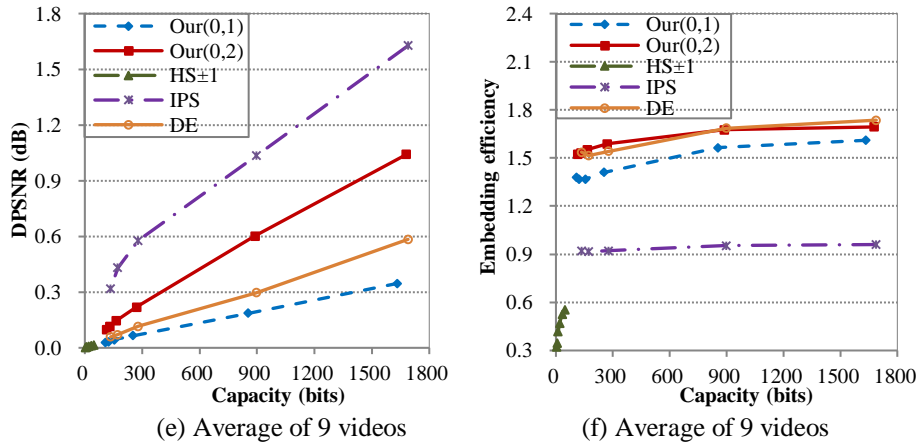 DPSNR (dB)
1.8
1.5
1.2
0.9
0.6
0.3
0.0
Our(0,1)
Our(0,2)
HS±1
IPS
DE
0 300 600 900 1200 1500 1800
Capacity (bits)
(e) Average of 9 videos
Embedding efficiency
2.4
2.1
1.8
1.5
1.2
0.9
0.6
0.3
Our(0,1)
Our(0,2)
HS±1
IPS
DE
0 300 600 900 1200 1500 1800
Capacity (bits)
(f) Average of 9 videos